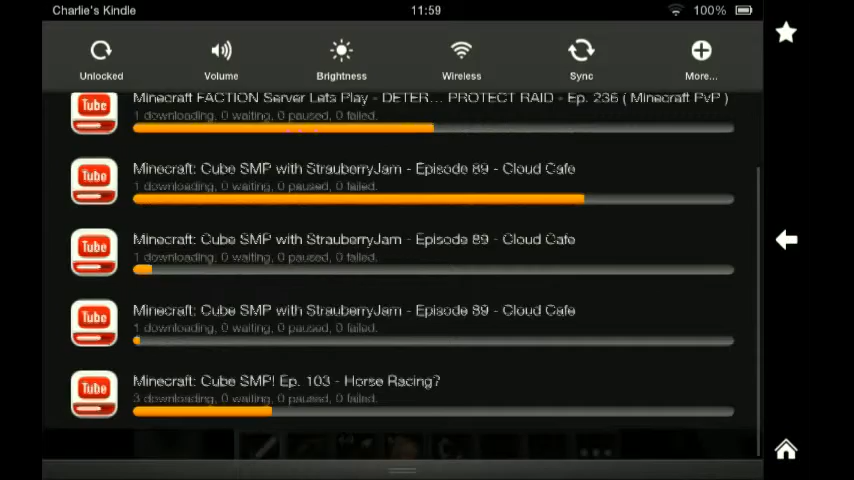 Charlie's Kindle 11:59 100%
Unlocked Volume Brightness Wireless Sync More...
Tube Minecraft FACTION Server Lets Play - DETER... PROTECT RAID - Ep. 236 ( Minecraft PvP )
1 downloading, 0 waiting, 0 paused, 0 failed.
Tube Minecraft: Cube SMP with StrauberryJam - Episode 89 - Cloud Cafe
1 downloading, 0 waiting, 0 paused, 0 failed.
Tube Minecraft: Cube SMP with StrauberryJam - Episode 89 - Cloud Cafe
1 downloading, 0 waiting, 0 paused, 0 failed.
Tube Minecraft: Cube SMP with StrauberryJam - Episode 89 - Cloud Cafe
1 downloading, 0 waiting, 0 paused, 0 failed.
Tube Minecraft: Cube SMP! Ep. 103 - Horse Racing?
3 downloading, 0 waiting, 0 paused, 0 failed.